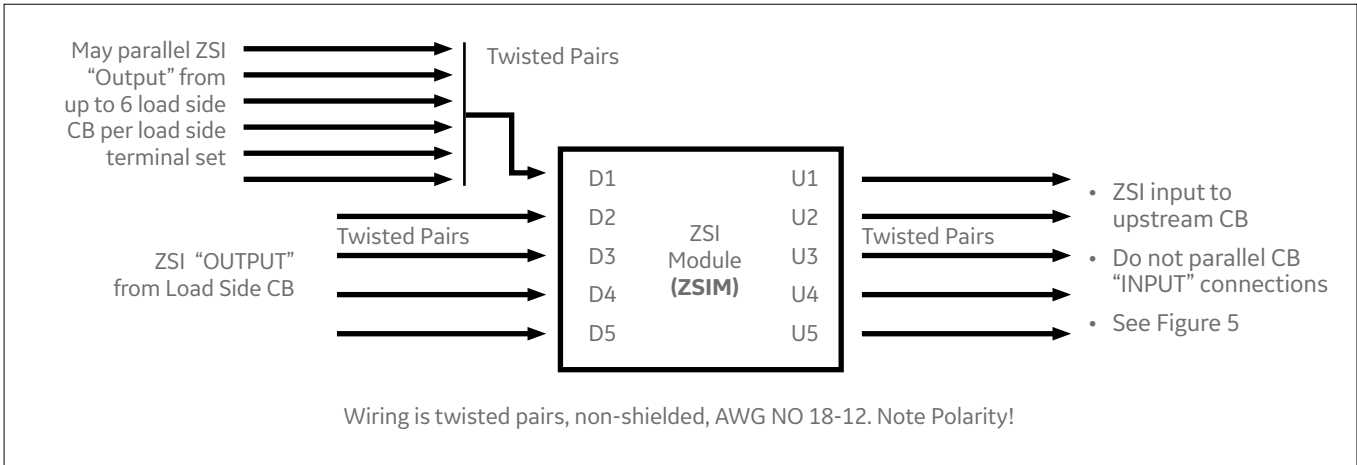 May parallel ZSI
“Output” from
up to 6 load side
CB per load side
terminal set
Twisted Pairs
D1
D2
D3
D4
D5
ZSI
Module
(ZSIM)
U1
U2
U3
U4
U5
Twisted Pairs
ZSI “OUTPUT”
from Load Side CB
Twisted Pairs
• ZSI input to
upstream CB
• Do not parallel CB
“INPUT” connections
• See Figure 5
Wiring is twisted pairs, non-shielded, AWG NO 18-12. Note Polarity!